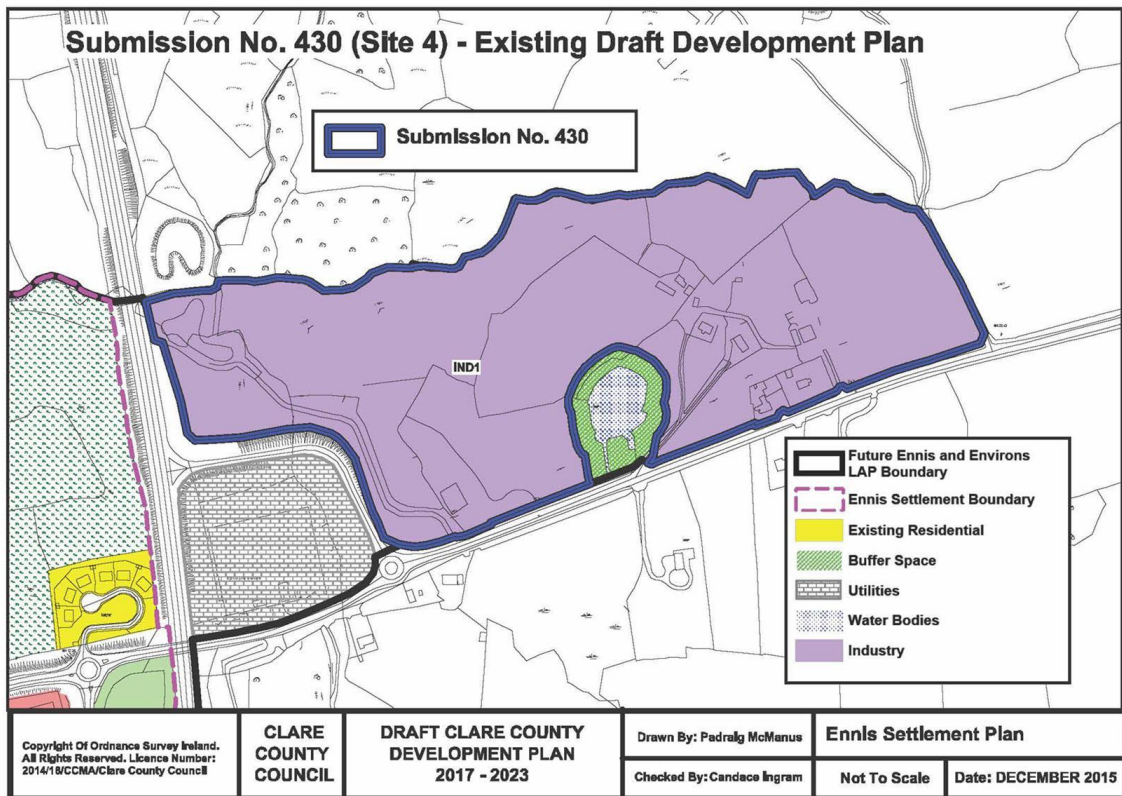 Submission No. 430 (Site 4) - Existing Draft Development Plan
Submission No. 430
IND1
Future Ennis and Environs
LAP Boundary
Ennis Settlement Boundary
Existing Residential
Buffer Space
Utilities
Water Bodies
Industry
Copyright Of Ordnance Survey Ireland.
All Rights Reserved. Licence Number:
2014/18/CCMA/Clare County Council
CLARE
COUNTY
COUNCIL
DRAFT CLARE COUNTY
DEVELOPMENT PLAN
2017 - 2023
Drawn By: Padraig McManus
Checked By: Candace Ingram
Ennis Settlement Plan
Not To Scale
Date: DECEMBER 2015